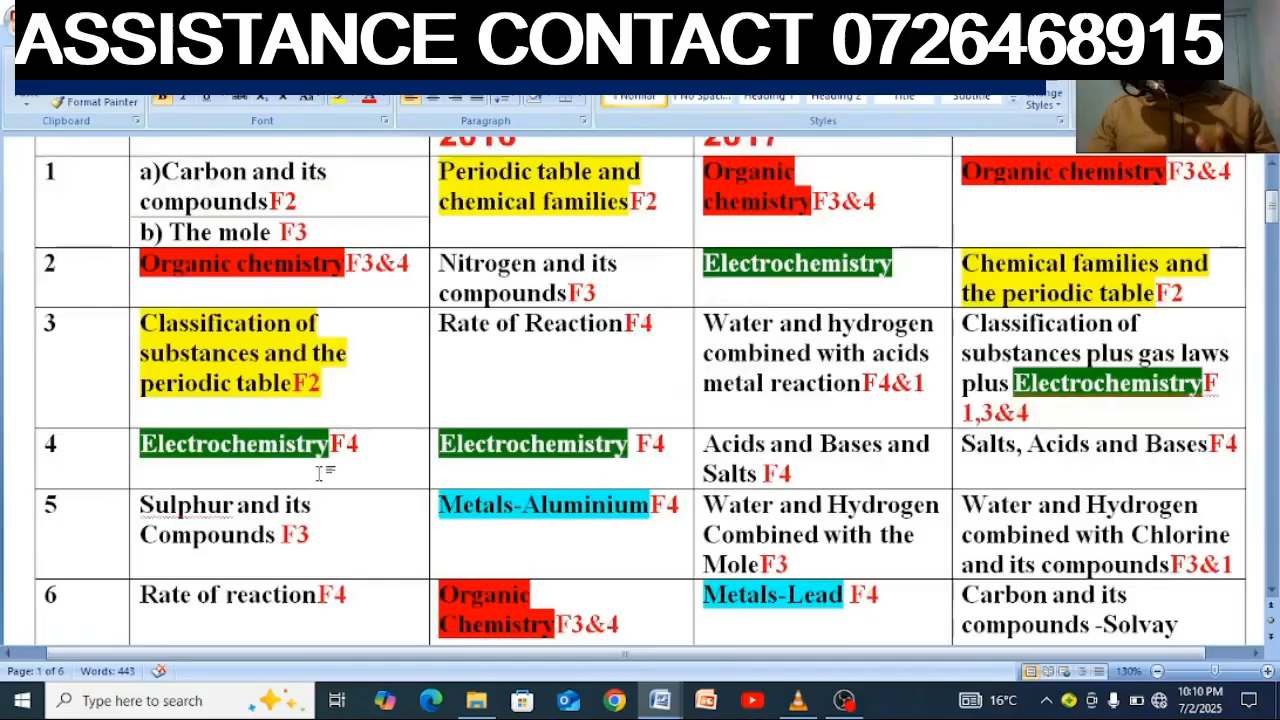 ASSISTANCE CONTACT 0726468915
Format Painter
Clipboard
Font
Paragraph
Styles
Change
Styles
2016
2017
1
a)Carbon and its
compoundsF2
b) The mole F3
Periodic table and
chemical familiesF2
Organic
chemistryF3&4
Organic chemistryF3&4
2
Organic chemistryF3&4
Nitrogen and its
compoundsF3
Electrochemistry
Chemical families and
the periodic tableF2
3
Classification of
substances and the
periodic tableF2
Rate of ReactionF4
Water and hydrogen
combined with acids
metal reactionF4&1
Classification of
substances plus gas laws
plus ElectrochemistryF
1,3&4
4
ElectrochemistryF4
Electrochemistry F4
Acids and Bases and
Salts F4
Salts, Acids and BasesF4
5
Sulphur and its
Compounds F3
Metals-AluminiumF4
Water and Hydrogen
Combined with the
MoleF3
Water and Hydrogen
combined with Chlorine
and its compoundsF3&1
6
Rate of reactionF4
Organic
ChemistryF3&4
Metals-Lead F4
Carbon and its
compounds -Solvay
Page: 1 of 6
Words: 443
130%
Type here to search
16°C
10:10 PM
7/2/2025